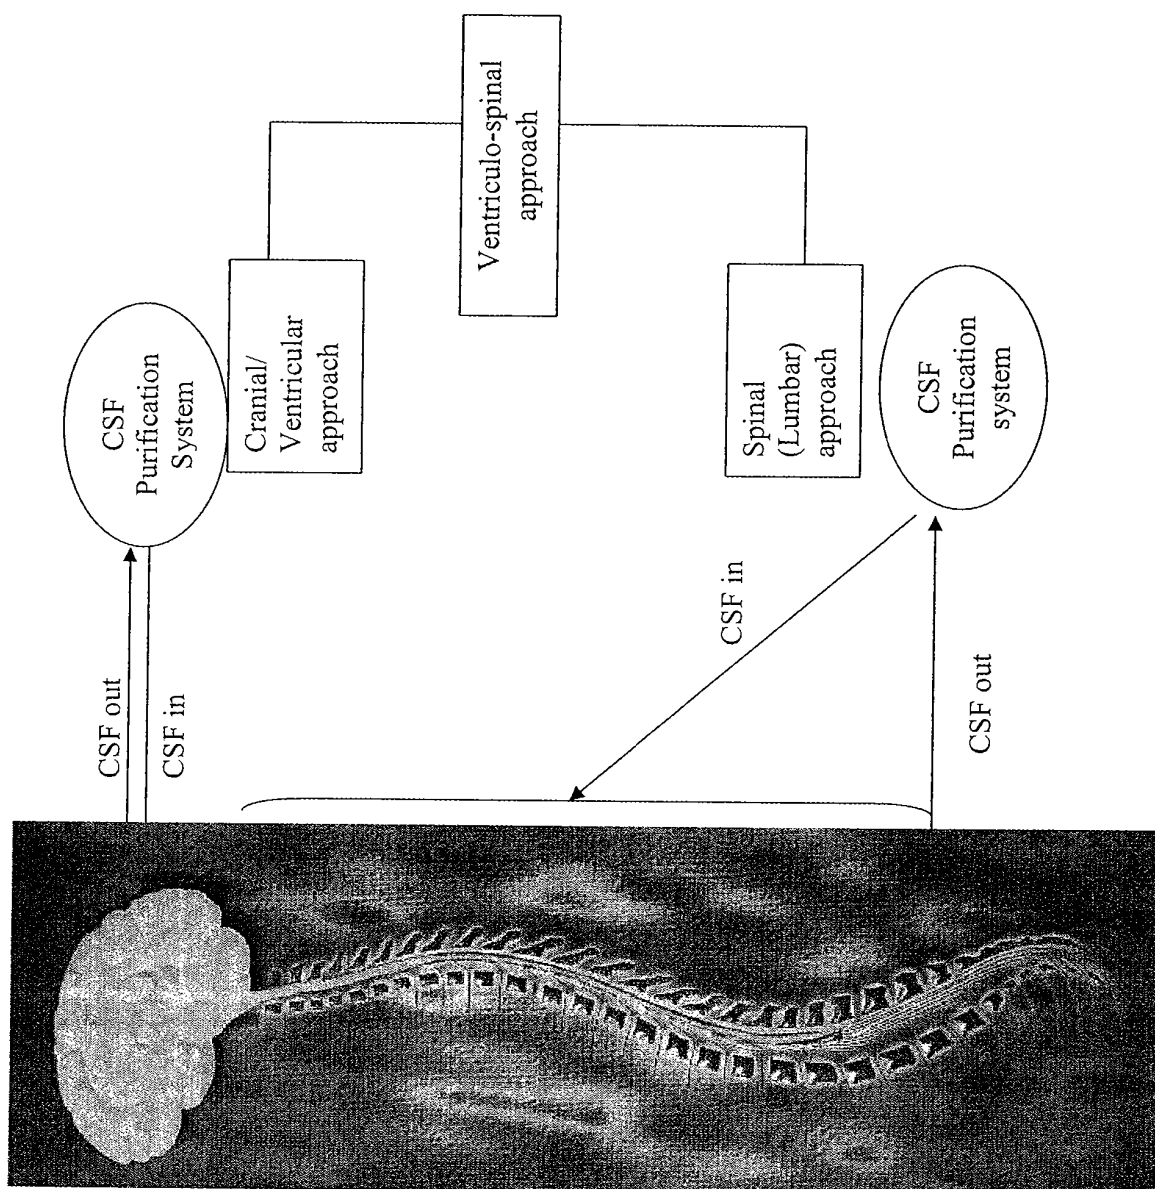 CSF out
CSF in
CSF
Purification
System
Cranial/
Ventricular
approach
Ventriculo-spinal
approach
Spinal
(Lumbar)
approach
CSF
Purification
system
CSF in
CSF out